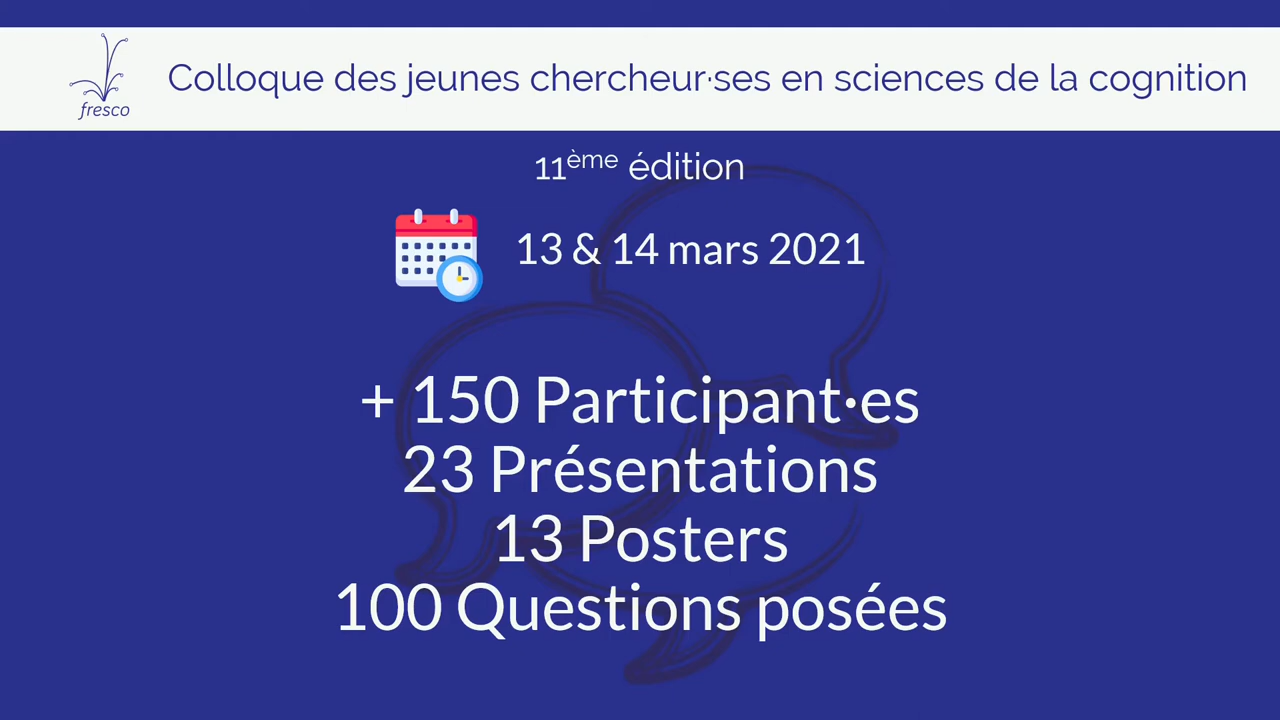 fresco
Colloque des jeunes chercheur·ses en sciences de la cognition
11ème édition
13 & 14 mars 2021
+ 150 Participant·es
23 Présentations
13 Posters
100 Questions posées